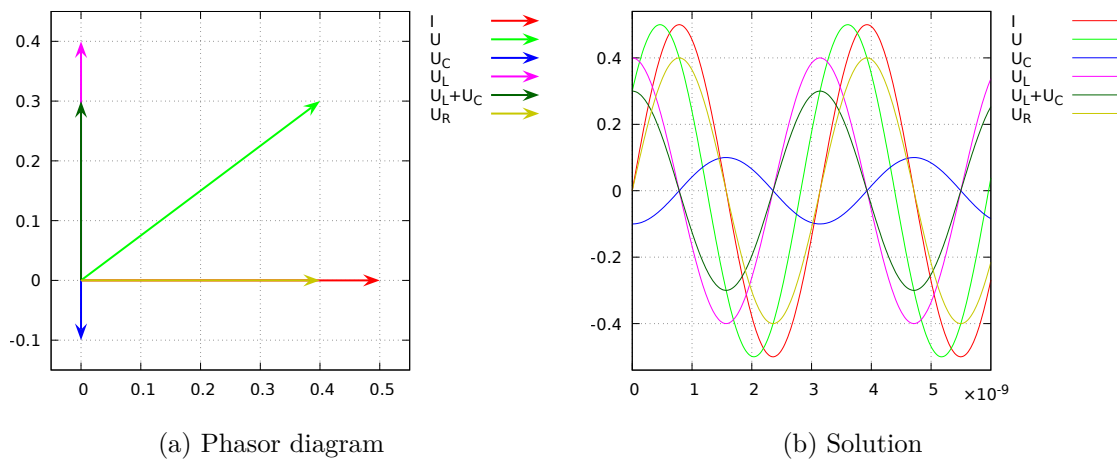 0.4
0.3
0.2
0.1
0
-0.1
0 0.1 0.2 0.3 0.4 0.5
I
U
U_C
U_L
U_L+U_C
U_R
(a) Phasor diagram
0.4
0.2
0
-0.2
-0.4
0 1 2 3 4 5 ×10^-9
I
U
U_C
U_L
U_L+U_C
U_R
(b) Solution